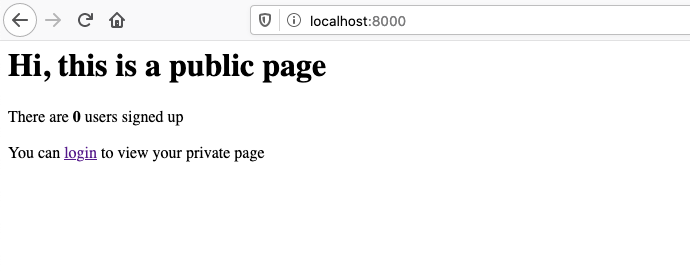 localhost:8000
Hi, this is a public page
There are 0 users signed up
You can login to view your private page